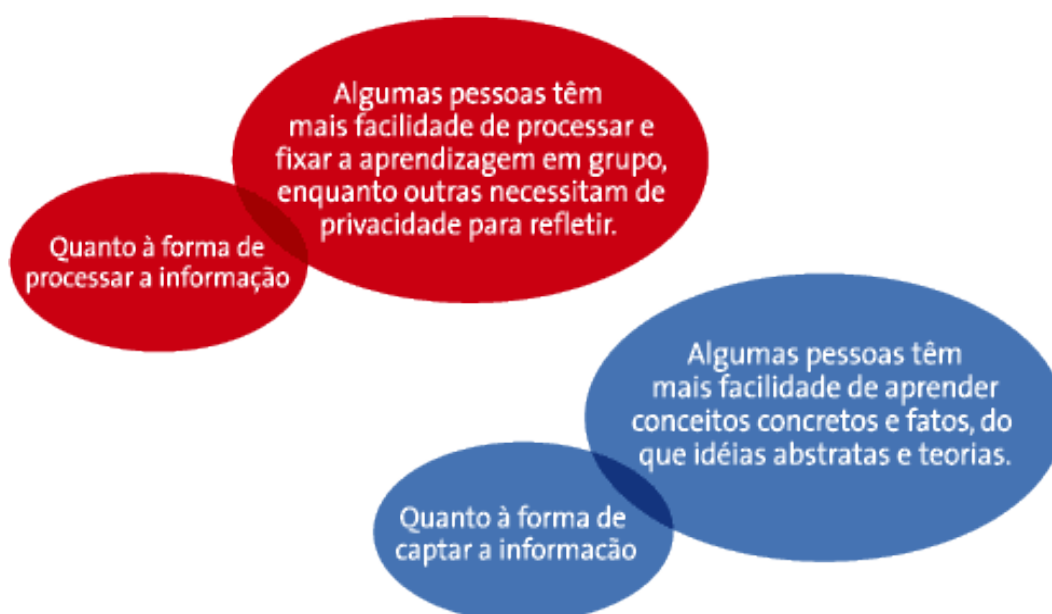 Algumas pessoas têm
mais facilidade de processar e
fixar a aprendizagem em grupo,
enquanto outras necessitam de
privacidade para refletir.
Quanto à forma de
processar a informação
Algumas pessoas têm
mais facilidade de aprender
conceitos concretos e fatos, do
que idéias abstratas e teorias.
Quanto à forma de
captar a informacão